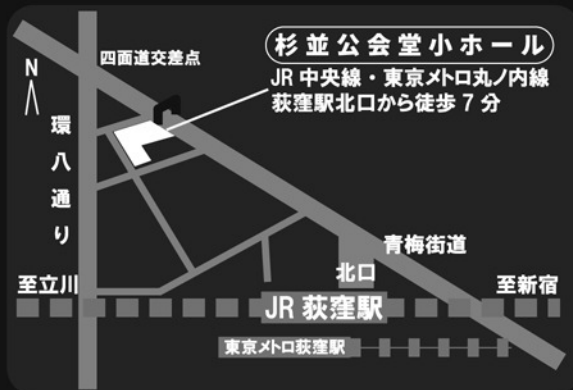 杉並公会堂小ホール
四面道交差点
JR 中央線・東京メトロ丸ノ内線
荻窪駅北口から徒歩 7 分
N
環八通り
青梅街道
北口
至立川
至新宿
JR 荻窪駅
東京メトロ荻窪駅